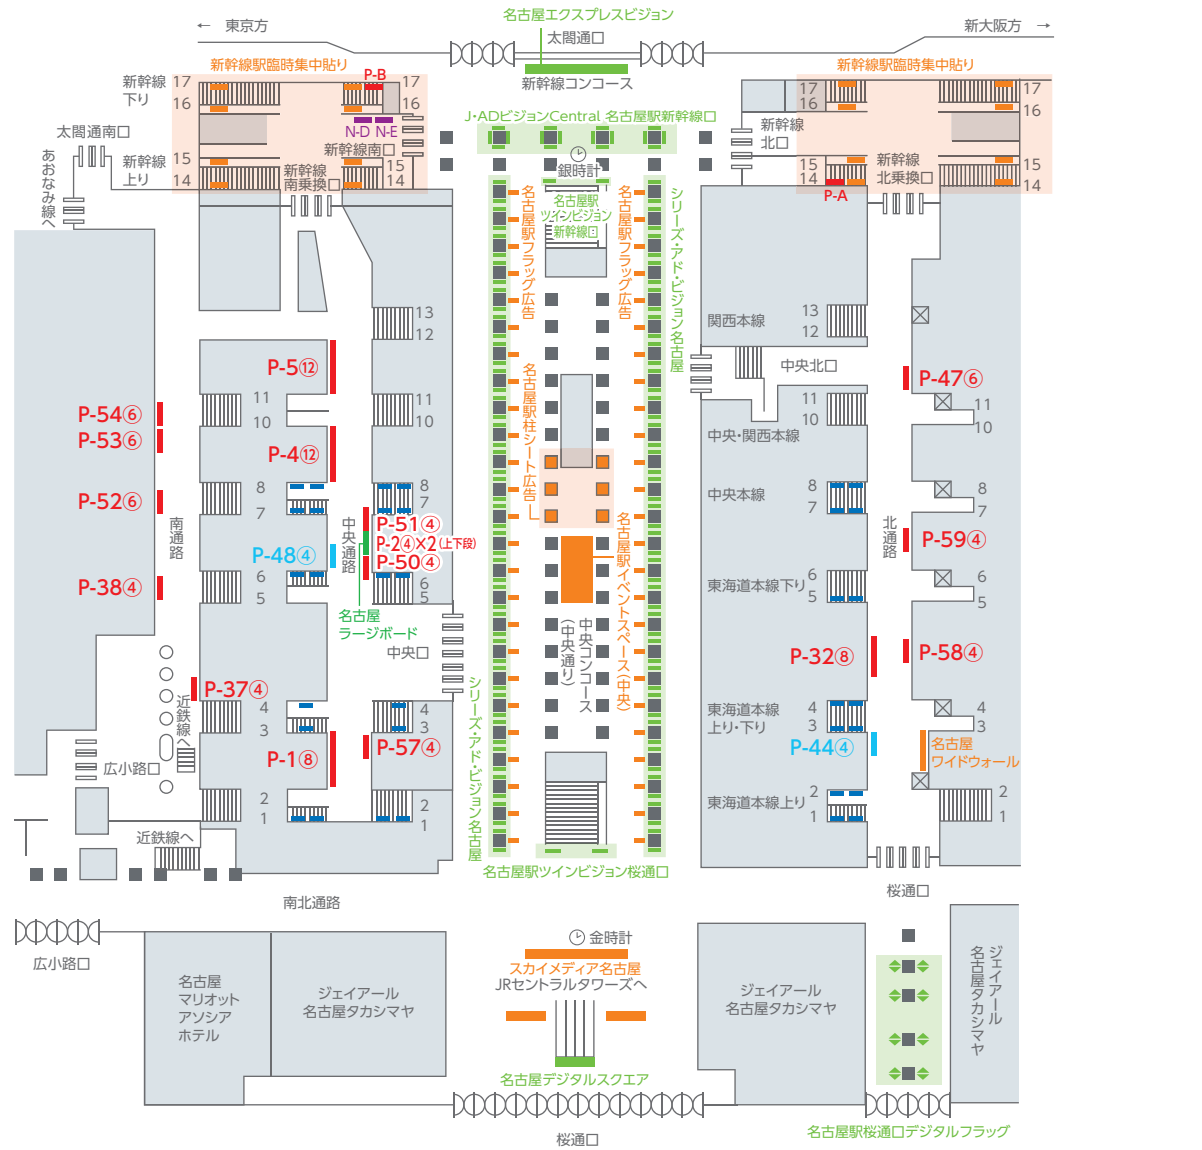 名古屋エクスプレスビジョン
← 東京方
新大阪方 →
太閤通口
新幹線駅臨時集中貼り
新幹線駅臨時集中貼り
P-B
新幹線コンコース
新幹線
下り
17
16
17
16
17
16
17
16
J・ADビジョンCentral 名古屋駅新幹線口
N-D N-E
新幹線南口
新幹線
北口
太閤通南口
あおなみ線へ
新幹線
上り
15
14
15
14
15
14
15
14
新幹線
南乗換口
新幹線
北乗換口
P-A
銀時計
名古屋駅
ツインビジョン
新幹線口
名古屋駅フラッグ広告
名古屋駅フラッグ広告
シリーズ・アド・ビジョン名古屋
13
12
関西本線
13
12
P-5⑫
中央北口
P-47⑥
名古屋駅柱シート広告
11
10
11
10
11
10
11
10
P-54⑥
P-53⑥
P-4⑫
中央・関西本線
8
7
8
7
中央本線
8
7
8
7
P-52⑥
南通路
中央通路
北通路
P-51④
P-2④×2(上下段)
P-50④
P-48④
P-59④
名古屋駅イベントスペース(中央)
6
5
6
5
東海道本線下り
6
5
6
5
P-38④
名古屋
ラージボード
中央口
中央コンコース
(中央通り)
P-32⑧
P-58④
P-37④
近鉄線へ
4
3
4
3
東海道本線
上り・下り
4
3
4
3
シリーズ・アド・ビジョン名古屋
P-1⑧
P-57④
P-44④
名古屋
ワイドウォール
広小路口
2
1
2
1
東海道本線上り
2
1
2
1
近鉄線へ
名古屋駅ツインビジョン桜通口
桜通口
南北通路
広小路口
金時計
スカイメディア名古屋
JRセントラルタワーズへ
名古屋
マリオット
アソシア
ホテル
ジェイアール
名古屋タカシマヤ
ジェイアール
名古屋タカシマヤ
ジェイアール
名古屋タカシマヤ
名古屋デジタルスクエア
桜通口
名古屋駅桜通口デジタルフラッグ